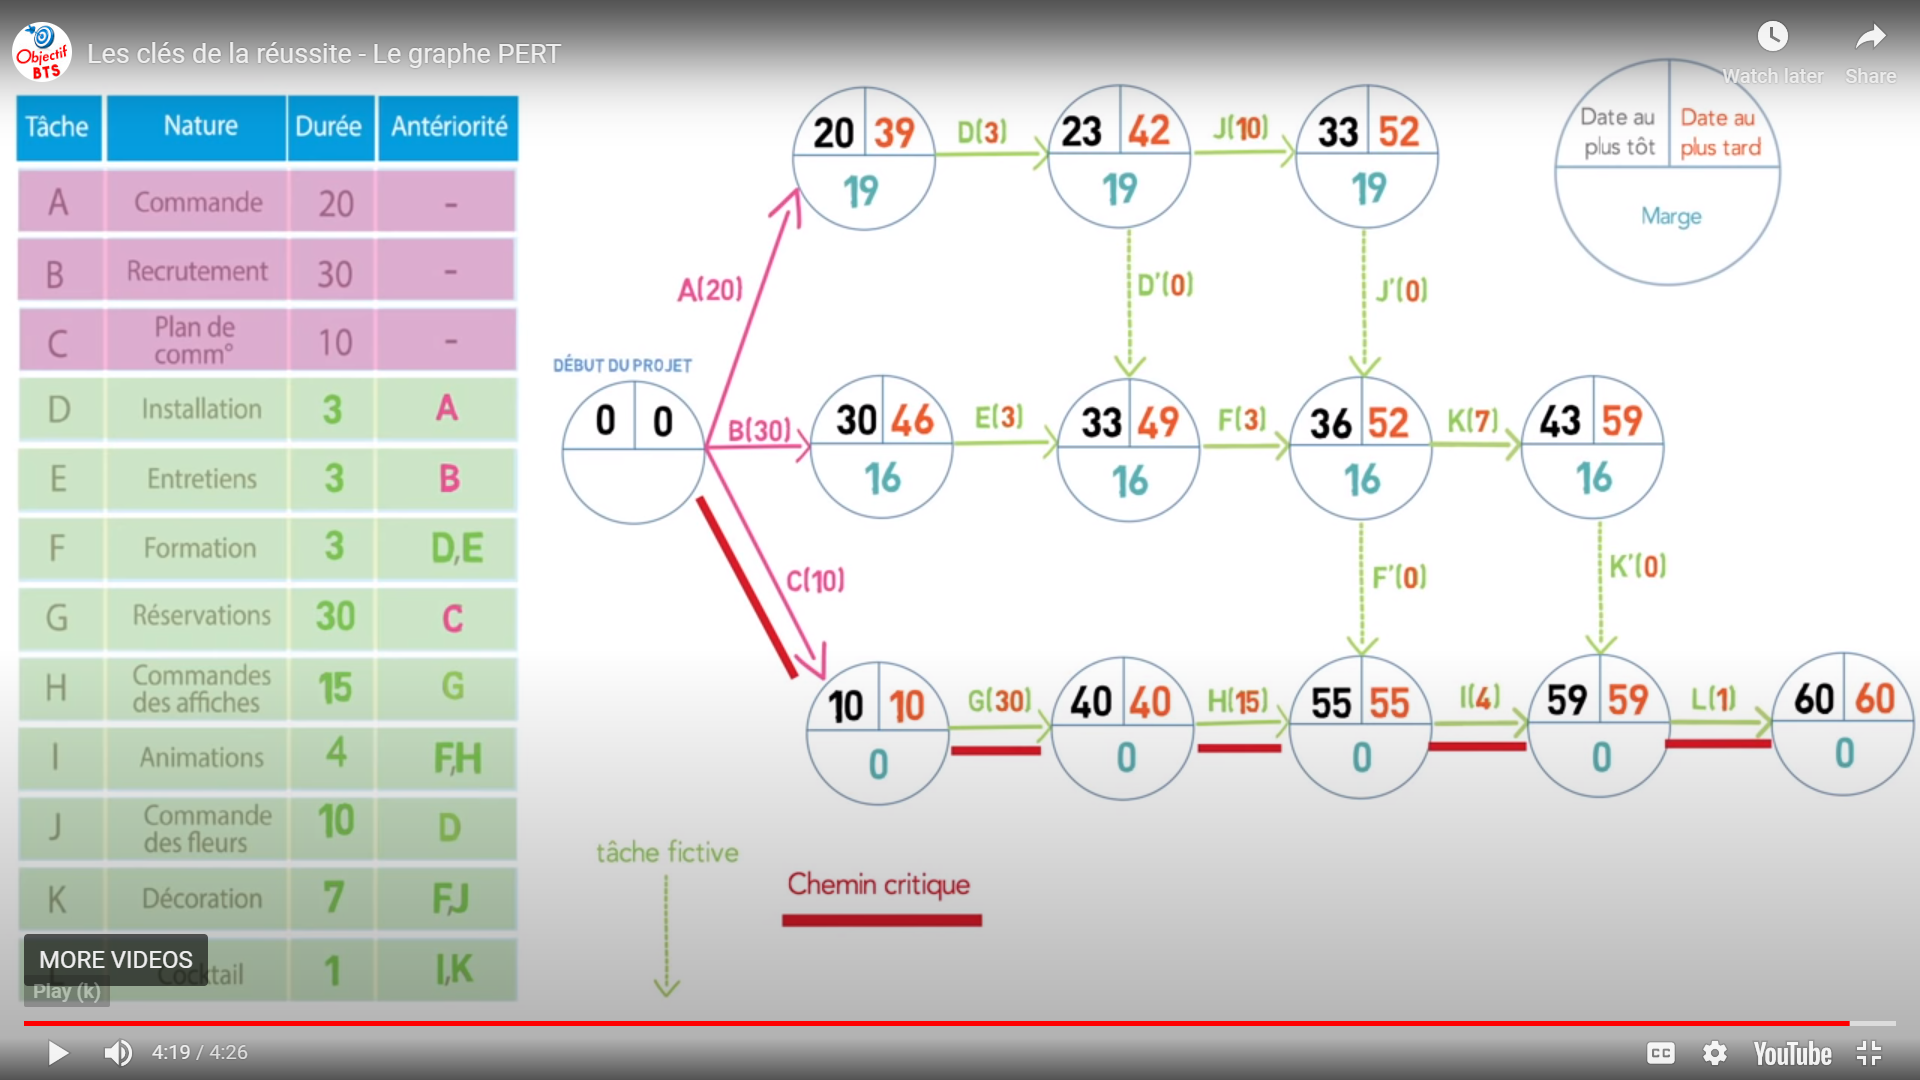 Objectif
BTS
Les clés de la réussite - Le graphe PERT
Watch later
Share
Tâche Nature Durée Antériorité
A Commande 20 -
B Recrutement 30 -
C Plan de comm° 10 -
D Installation 3 A
E Entretiens 3 B
F Formation 3 D,E
G Réservations 30 C
H Commandes des affiches 15 G
I Animations 4 F,H
J Commande des fleurs 10 D
K Décoration 7 F,J
Cocktail 1 I,K
20 39 D(3) 23 42 J(10) 33 52
19 19 19
Date au plus tôt
Date au plus tard
Marge
A(20)
D'(0) J'(0)
DÉBUT DU PROJET
0 0
B(30) 30 46 E(3) 33 49 F(3) 36 52 K(7) 43 59
16 16 16 16
C(10)
F'(0) K'(0)
10 10 G(30) 40 40 H(15) 55 55 I(4) 59 59 L(1) 60 60
0 0 0 0 0
tâche fictive
Chemin critique
MORE VIDEOS
Play (k)
4:19 / 4:26
CC
YouTube